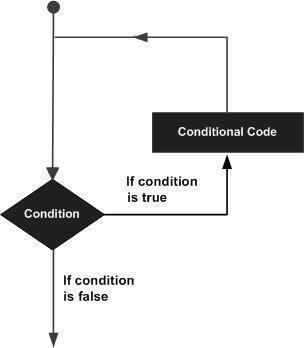 Conditional Code
If condition
is true
Condition
If condition
is false